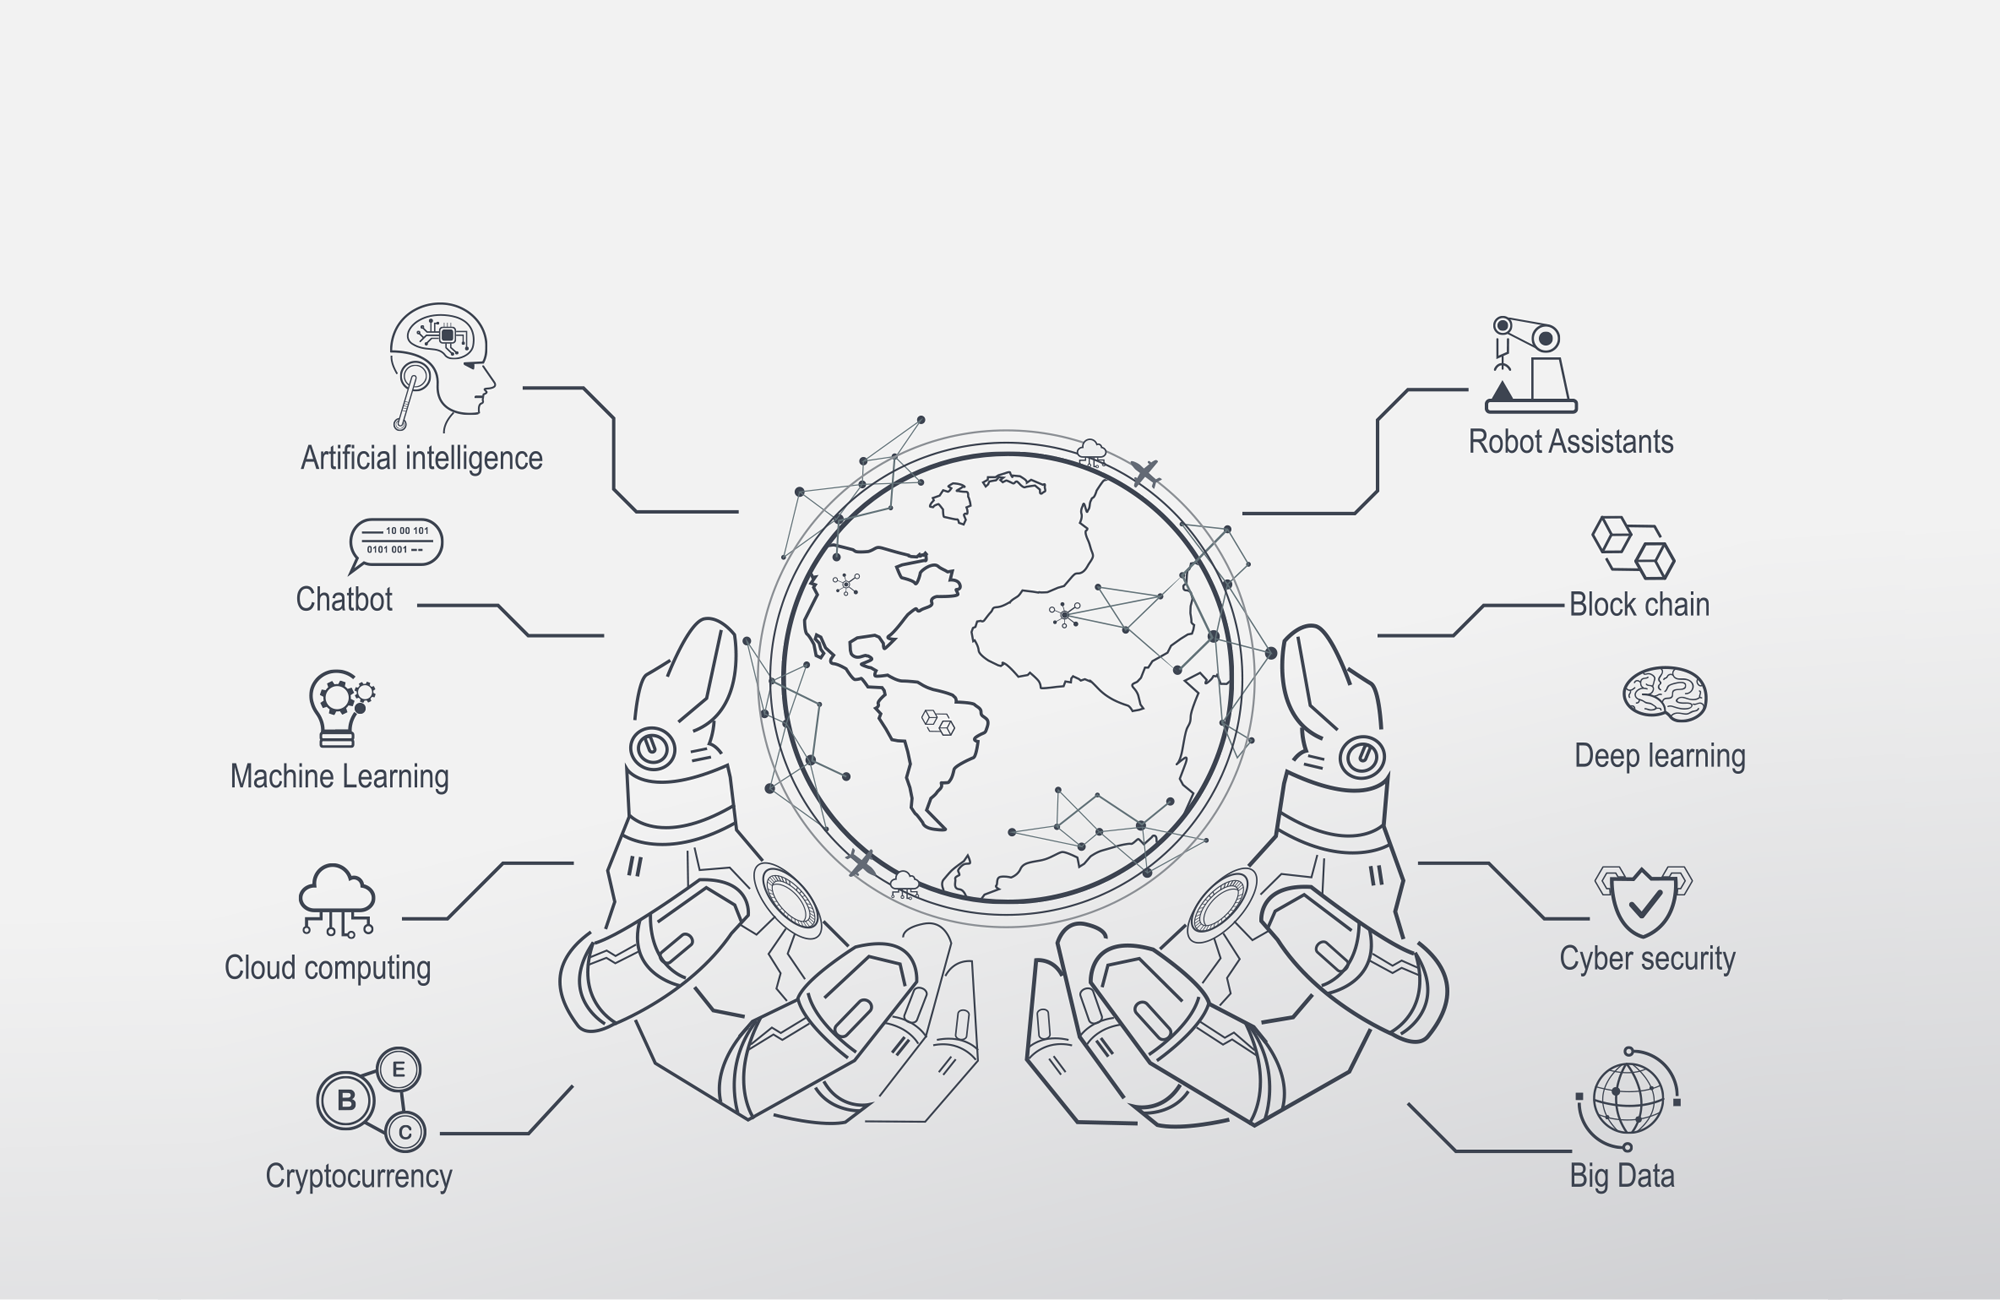 Artificial intelligence
10 00 101
0101 001 --
Chatbot
Machine Learning
Cloud computing
E
B
C
Cryptocurrency
Robot Assistants
Block chain
Deep learning
Cyber security
Big Data